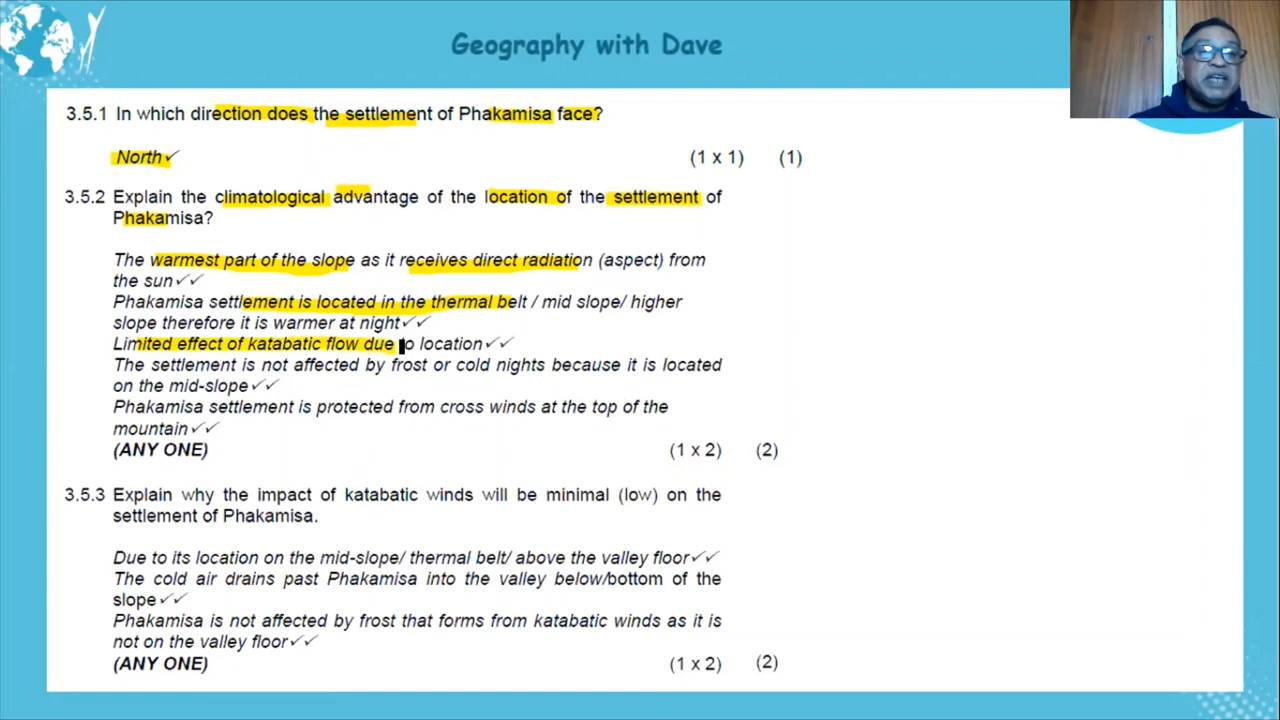 Geography with Dave
3.5.1 In which direction does the settlement of Phakamisa face?
North✓ (1 x 1) (1)
3.5.2 Explain the climatological advantage of the location of the settlement of
Phakamisa?
The warmest part of the slope as it receives direct radiation (aspect) from
the sun✓✓
Phakamisa settlement is located in the thermal belt / mid slope/ higher
slope therefore it is warmer at night✓✓
Limited effect of katabatic flow due to location✓✓
The settlement is not affected by frost or cold nights because it is located
on the mid-slope✓✓
Phakamisa settlement is protected from cross winds at the top of the
mountain✓✓
(ANY ONE) (1 x 2) (2)
3.5.3 Explain why the impact of katabatic winds will be minimal (low) on the
settlement of Phakamisa.
Due to its location on the mid-slope/ thermal belt/ above the valley floor✓✓
The cold air drains past Phakamisa into the valley below/bottom of the
slope✓✓
Phakamisa is not affected by frost that forms from katabatic winds as it is
not on the valley floor✓✓
(ANY ONE) (1 x 2) (2)